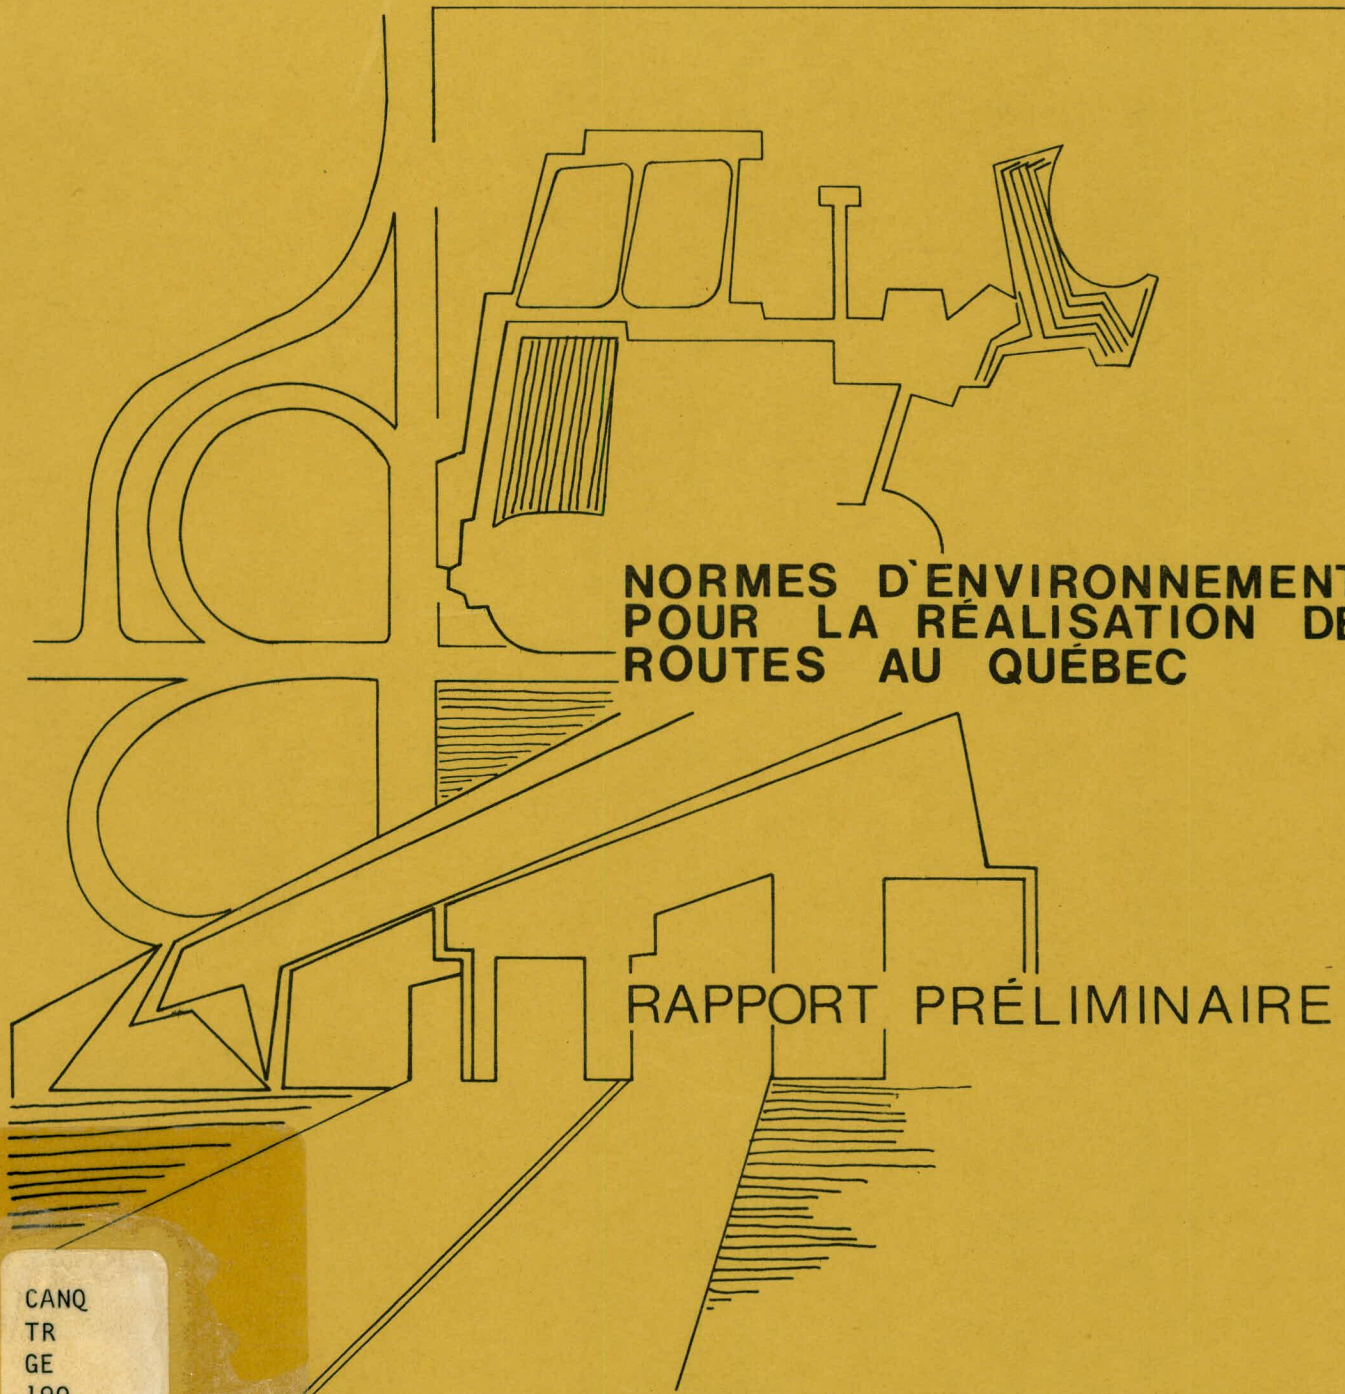 NORMES D'ENVIRONNEMENT
POUR LA RÉALISATION DE
ROUTES AU QUÉBEC
RAPPORT PRÉLIMINAIRE
CANQ
TR
GE